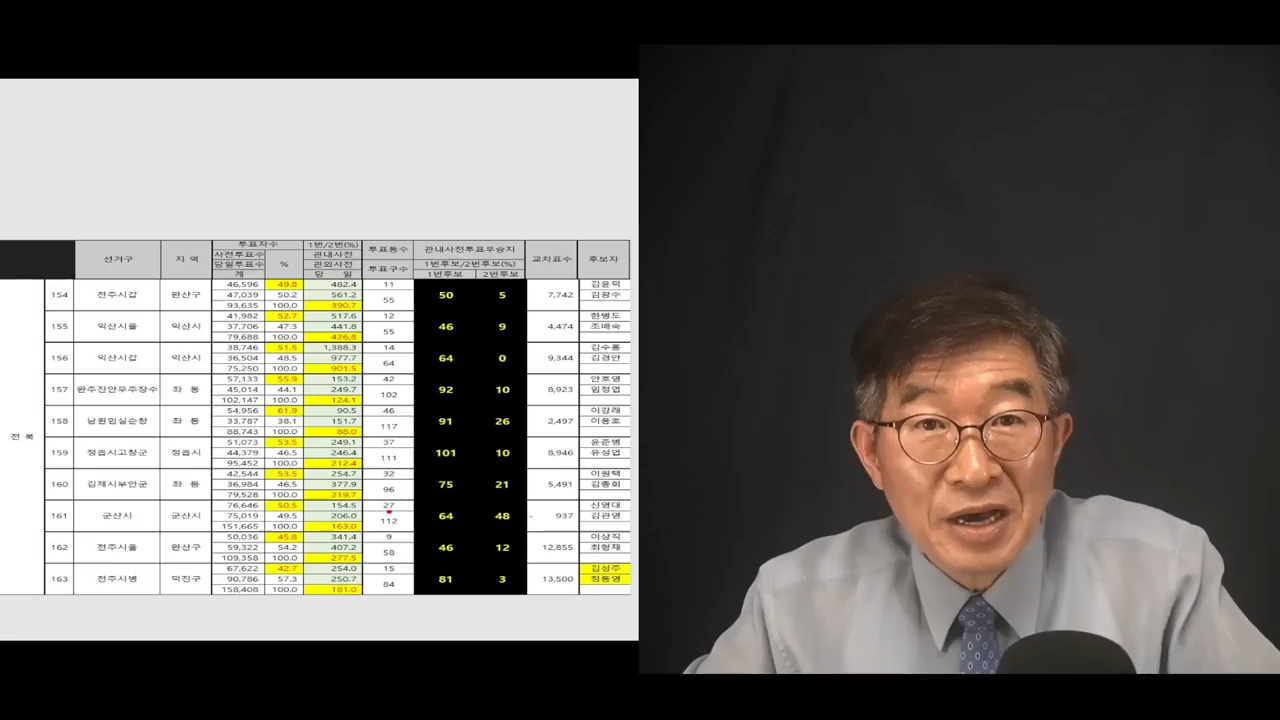 투표자수 1번/2번(%) 투표통수 관내사전투표우승지
선거구 지역 사전투표수 % 관내사전 교차표수 후보자
당일투표수 관외사전 투표구수 1번후보/2번후보(%)
계 당 일 1번후보 2번후보
46,596 49.8 482.4 11 김윤덕
154 전주시갑 완산구 47,039 50.2 561.2 55 50 5 7,742 김광수
93,635 100.0 390.7
41,982 52.7 517.6 12 한병도
155 익산시을 익산시 37,706 47.3 441.8 55 46 9 4,474 조배숙
79,688 100.0 426.8
38,746 51.5 1,388.3 14 김수흥
156 익산시갑 익산시 36,504 48.5 977.7 64 64 0 9,344 김경안
75,250 100.0 901.5
57,133 55.9 153.2 42 안호영
157 완주진안무주장수 좌 동 45,014 44.1 249.7 102 92 10 8,923 임정엽
102,147 100.0 124.1
54,956 61.9 90.5 46 이강래
158 남원임실순창 좌 동 33,787 38.1 151.7 117 91 26 2,497 이용호
88,743 100.0 88.0
전 북
51,073 53.5 249.1 37 윤준병
159 정읍시고창군 정읍시 44,379 46.5 246.4 111 101 10 8,946 유성엽
95,452 100.0 212.4
42,544 53.5 254.7 32 이원택
160 김제시부안군 좌 동 36,984 46.5 377.9 96 75 21 5,491 김종회
79,528 100.0 219.7
76,646 50.5 154.5 27 신영대
161 군산시 군산시 75,019 49.5 206.0 112 64 48 - 937 김관영
151,665 100.0 163.0
50,036 45.8 341.4 9 이상직
162 전주시을 완산구 59,322 54.2 407.2 58 46 12 12,855 최형재
109,358 100.0 277.5
67,622 42.7 254.0 15 김성주
163 전주시병 덕진구 90,786 57.3 250.7 84 81 3 13,500 정동영
158,408 100.0 181.0